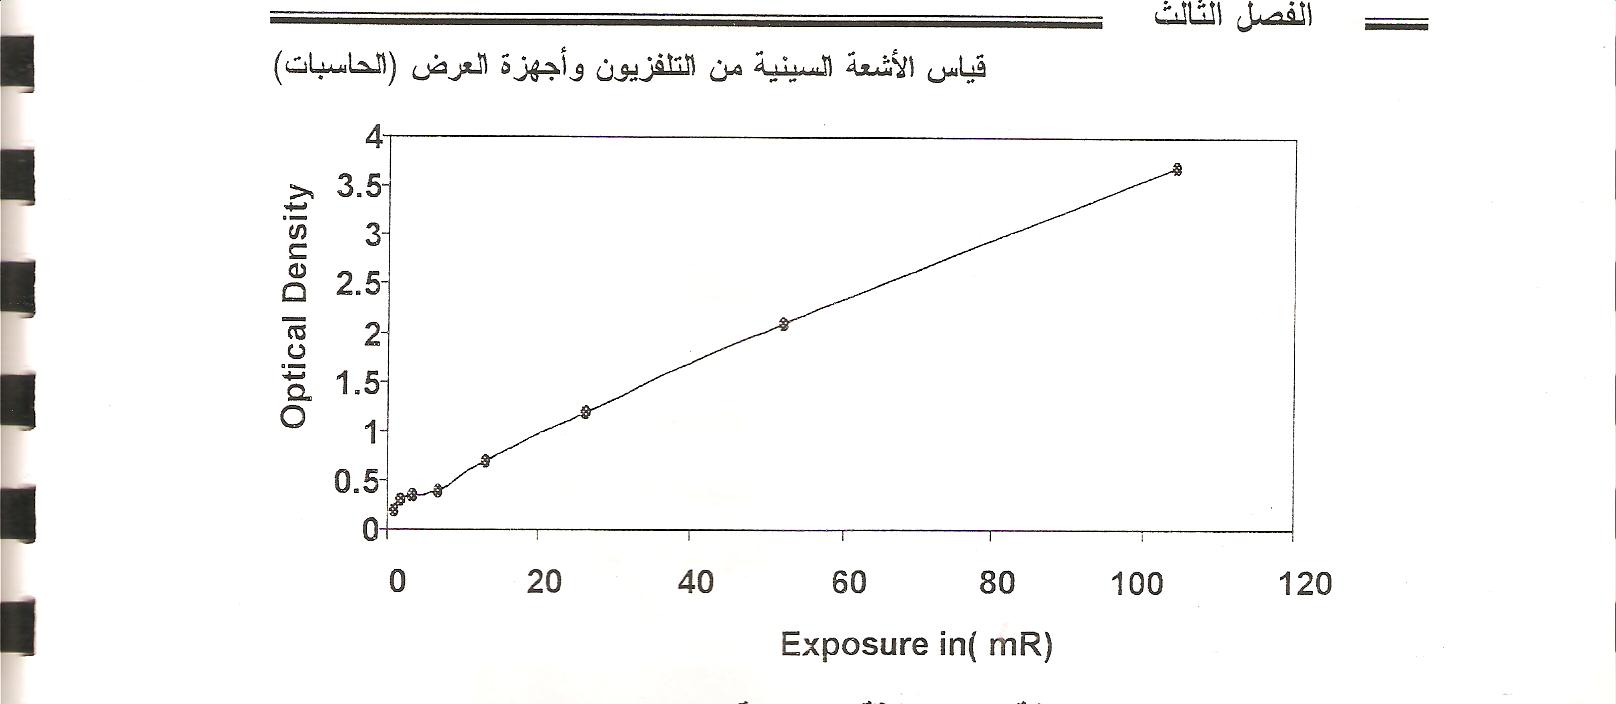 الفصل الثالث
قياس الأشعة السينية من التلفزيون وأجهزة العرض (الحاسبات)
4
3.5
3
2.5
2
1.5
1
0.5
0
Optical Density
0 20 40 60 80 100 120
Exposure in( mR)